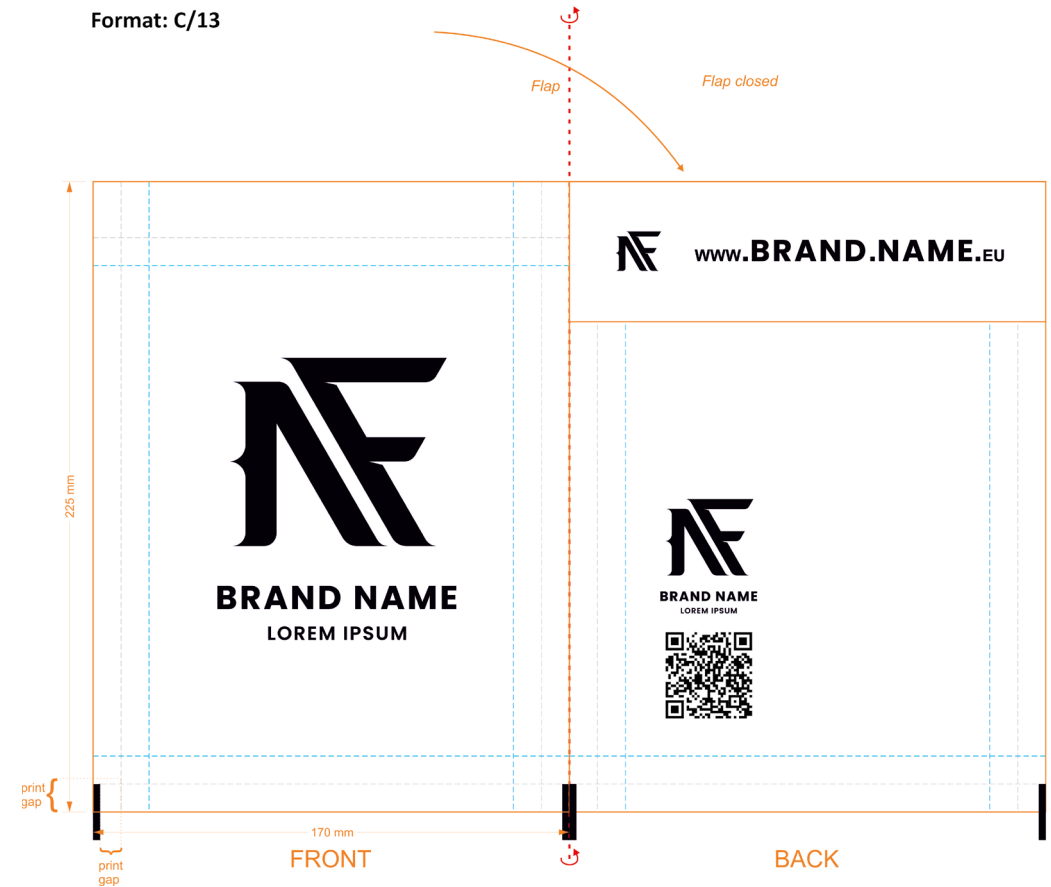 Format: C/13
Flap
Flap closed
www.BRAND.NAME.EU
225 mm
BRAND NAME
LOREM IPSUM
BRAND NAME
LOREM IPSUM
print
gap
170 mm
print
gap
FRONT
BACK